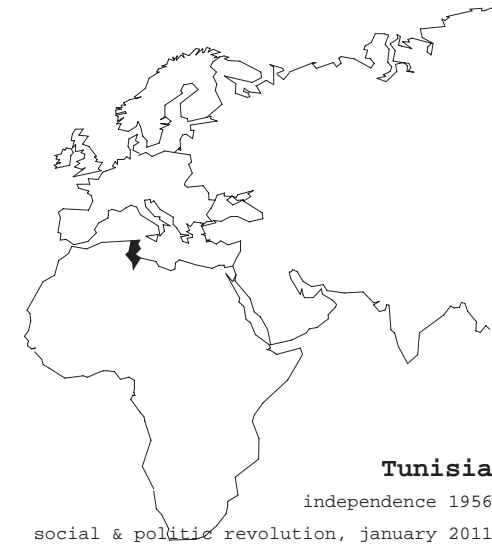 Tunisia
independence 1956
social & politic revolution, january 2011